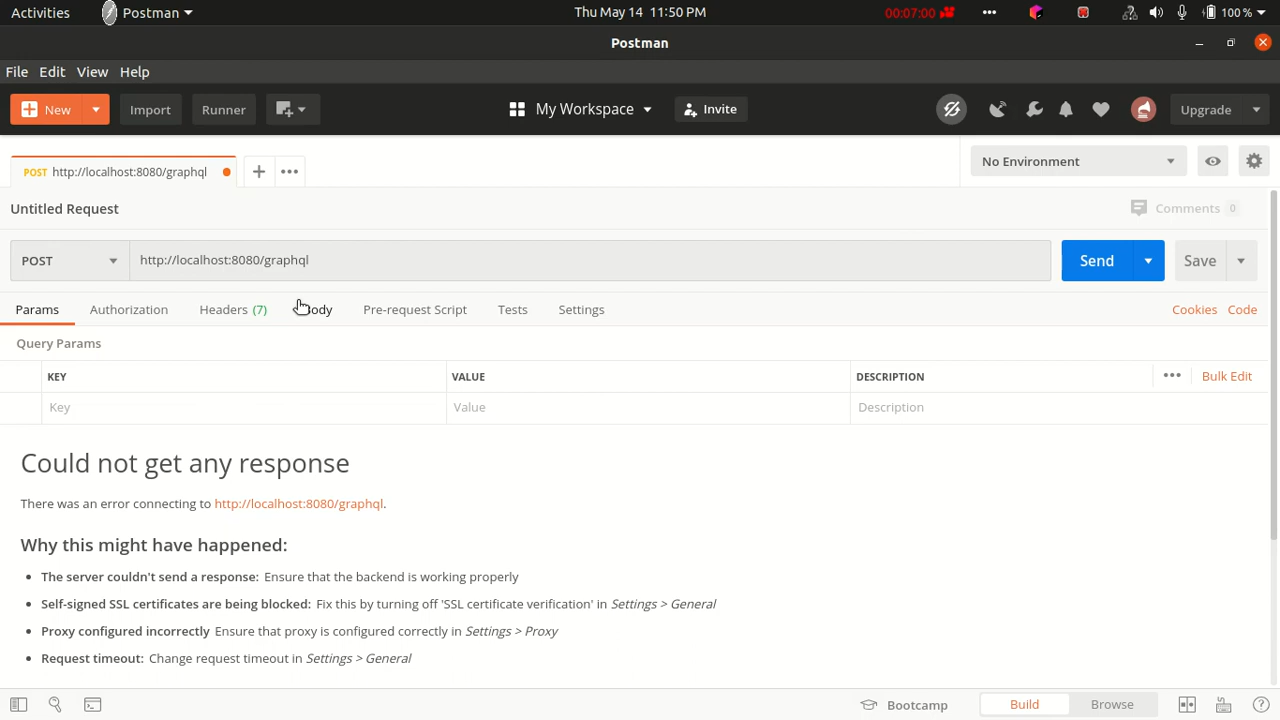 Activities Postman Thu May 14 11:50 PM 00:07:00 100 %
Postman
File Edit View Help
New Import Runner My Workspace Invite Upgrade
POST http://localhost:8080/graphql No Environment
Untitled Request Comments 0
POST http://localhost:8080/graphql Send Save
Params Authorization Headers (7) Body Pre-request Script Tests Settings Cookies Code
Query Params
KEY VALUE DESCRIPTION Bulk Edit
Key Value Description
Could not get any response
There was an error connecting to http://localhost:8080/graphql.
Why this might have happened:
The server couldn't send a response: Ensure that the backend is working properly
Self-signed SSL certificates are being blocked: Fix this by turning off 'SSL certificate verification' in Settings > General
Proxy configured incorrectly Ensure that proxy is configured correctly in Settings > Proxy
Request timeout: Change request timeout in Settings > General
Bootcamp Build Browse